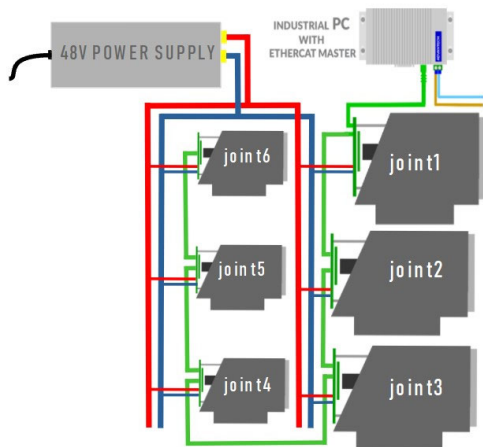 48V POWER SUPPLY
INDUSTRIAL PC
WITH
ETHERCAT MASTER
joint6
joint1
joint5
joint2
joint4
joint3